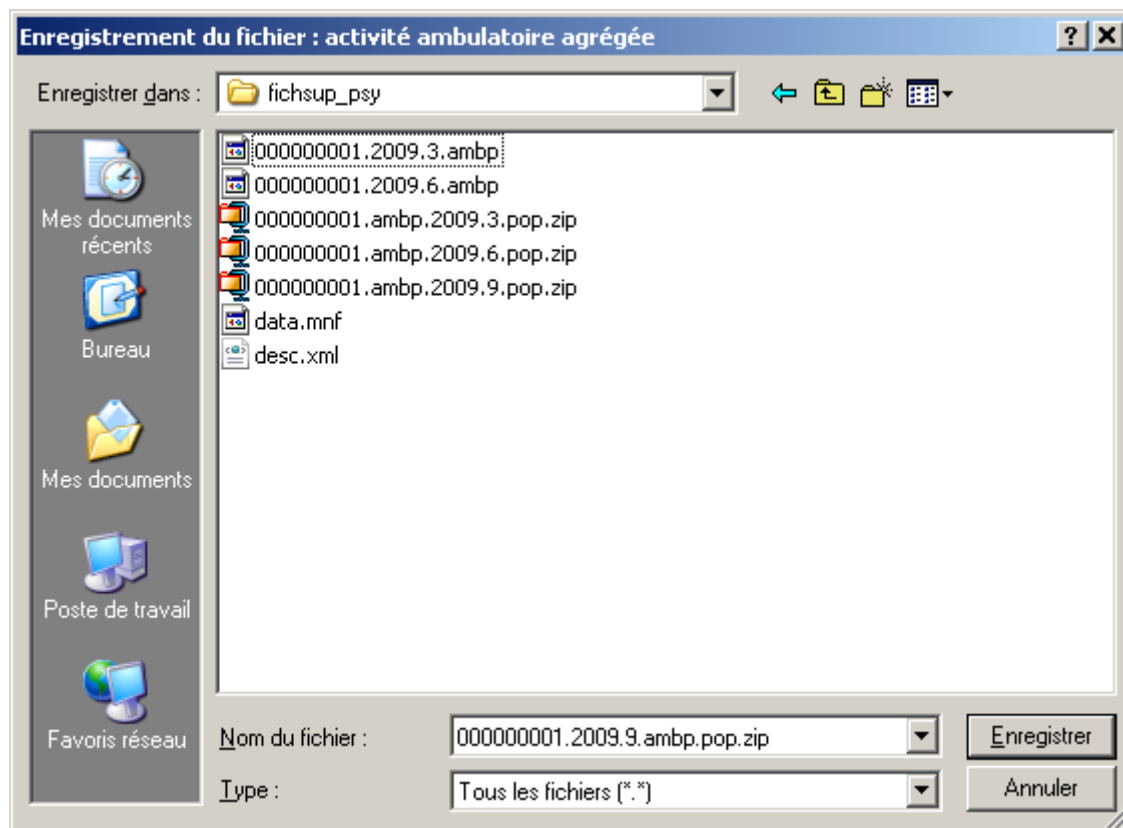 Enregistrement du fichier : activité ambulatoire agrégée
Enregistrer dans :
fichsup_psy
Mes documents
récents
Bureau
Mes documents
Poste de travail
Favoris réseau
000000001.2009.3.ambp
000000001.2009.6.ambp
000000001.ambp.2009.3.pop.zip
000000001.ambp.2009.6.pop.zip
000000001.ambp.2009.9.pop.zip
data.mnf
desc.xml
Nom du fichier :
000000001.2009.9.ambp.pop.zip
Enregistrer
Type :
Tous les fichiers (*.*)
Annuler